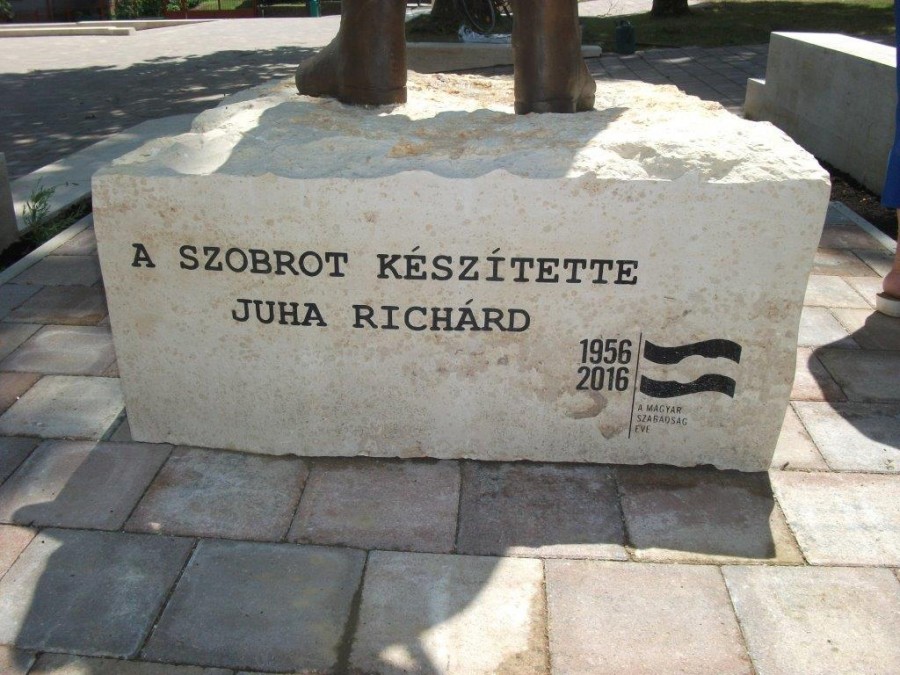 A SZOBROT KÉSZÍTETTE
JUHA RICHÁRD
1956
2016
A MAGYAR
SZABADSÁG
ÉVE